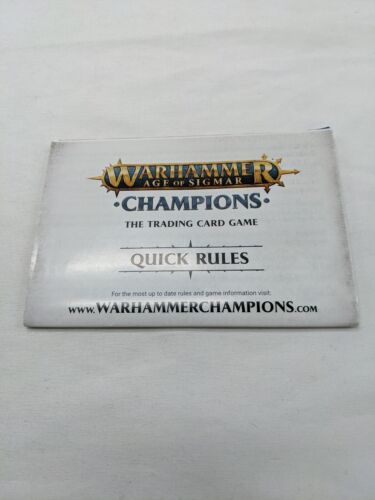 WARHAMMER
AGE OF SIGMAR
·CHAMPIONS·
THE TRADING CARD GAME
QUICK RULES
For the most up to date rules and game information visit:
www.WARHAMMERCHAMPIONS.com